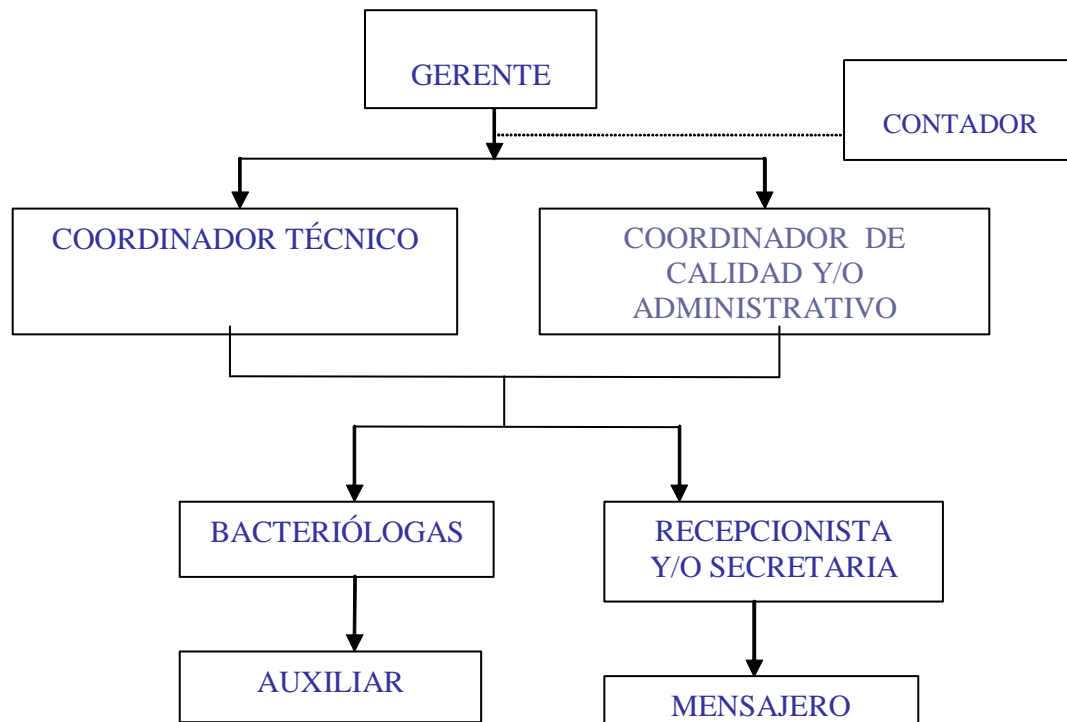 GERENTE
CONTADOR
COORDINADOR TÉCNICO
COORDINADOR DE
CALIDAD Y/O
ADMINISTRATIVO
BACTERIÓLOGAS
RECEPCIONISTA
Y/O SECRETARIA
AUXILIAR
MENSAJERO